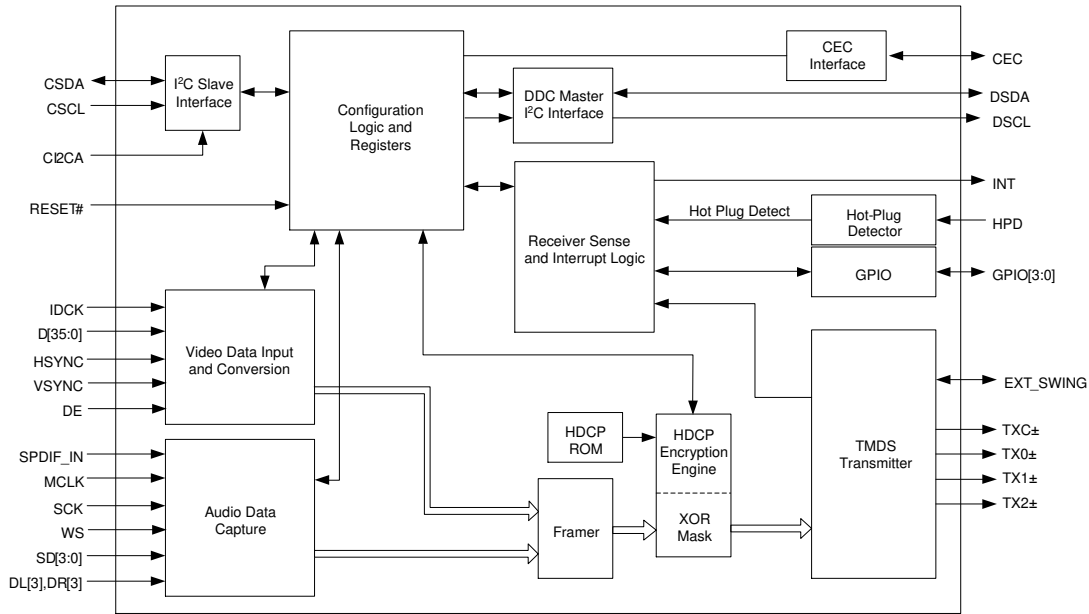 CSDA
CSCL
CI2CA
RESET#
I²C Slave
Interface
Configuration
Logic and
Registers
CEC
Interface
CEC
DDC Master
I²C Interface
DSDA
DSCL
INT
Hot Plug Detect
Hot-Plug
Detector
HPD
Receiver Sense
and Interrupt Logic
GPIO
GPIO[3:0]
IDCK
D[35:0]
HSYNC
VSYNC
DE
Video Data Input
and Conversion
SPDIF_IN
MCLK
SCK
WS
SD[3:0]
DL[3],DR[3]
Audio Data
Capture
HDCP
ROM
HDCP
Encryption
Engine
XOR
Mask
Framer
TMDS
Transmitter
EXT_SWING
TXC±
TX0±
TX1±
TX2±